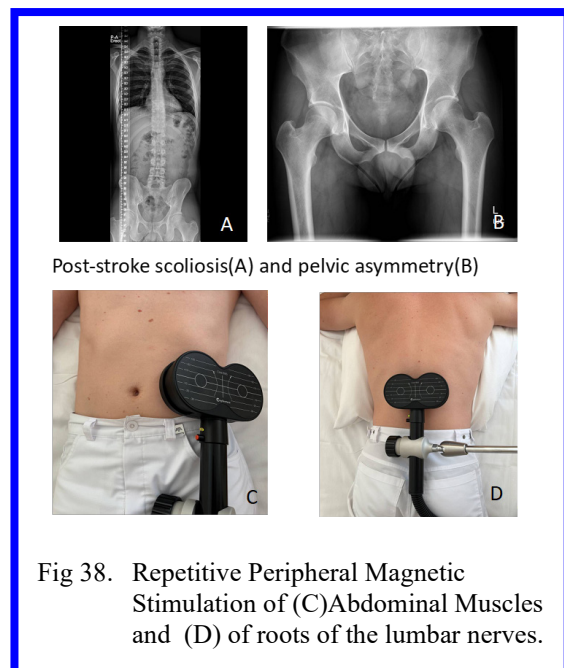 A
L
B
Post-stroke scoliosis(A) and pelvic asymmetry(B)
C
D
Fig 38. Repetitive Peripheral Magnetic
Stimulation of (C)Abdominal Muscles
and (D) of roots of the lumbar nerves.